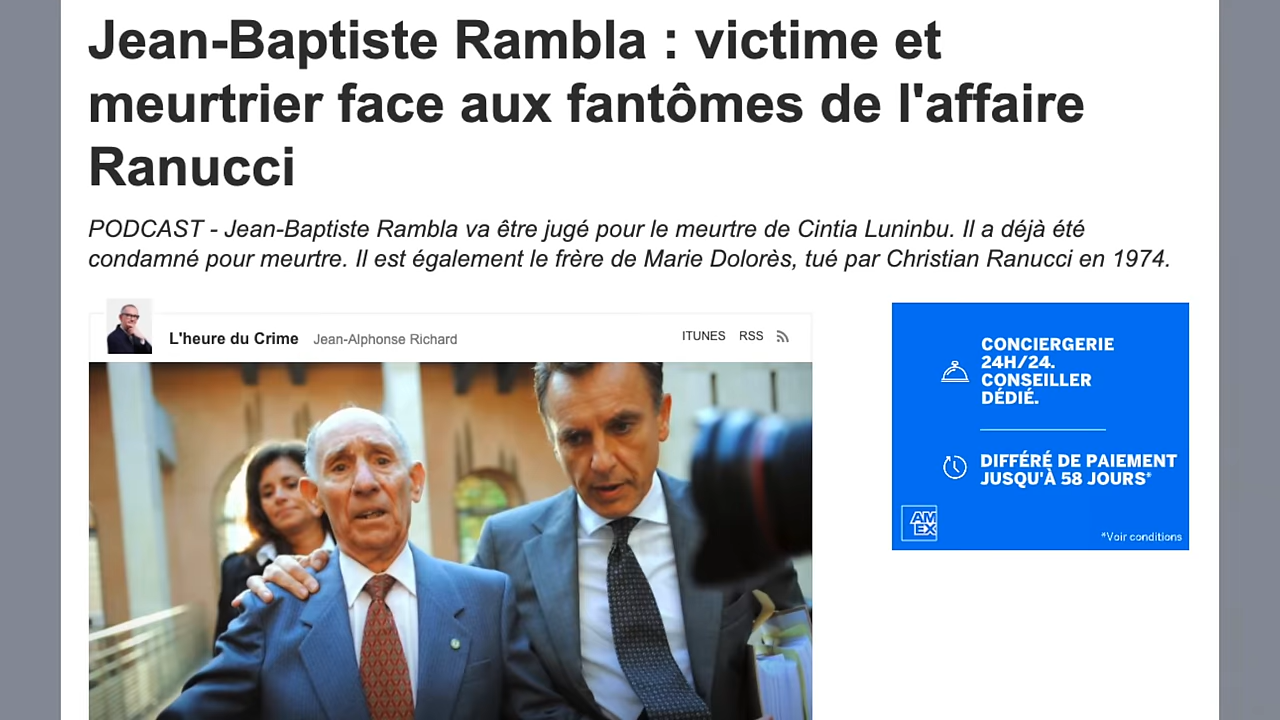 Jean-Baptiste Rambla : victime et
meurtrier face aux fantômes de l'affaire
Ranucci
PODCAST - Jean-Baptiste Rambla va être jugé pour le meurtre de Cintia Luninbu. Il a déjà été
condamné pour meurtre. Il est également le frère de Marie Dolorès, tué par Christian Ranucci en 1974.
L'heure du Crime Jean-Alphonse Richard ITUNES RSS
CONCIERGERIE
24H/24.
CONSEILLER
DÉDIÉ.
DIFFÉRÉ DE PAIEMENT
JUSQU'À 58 JOURS*
AM
EX
*Voir conditions